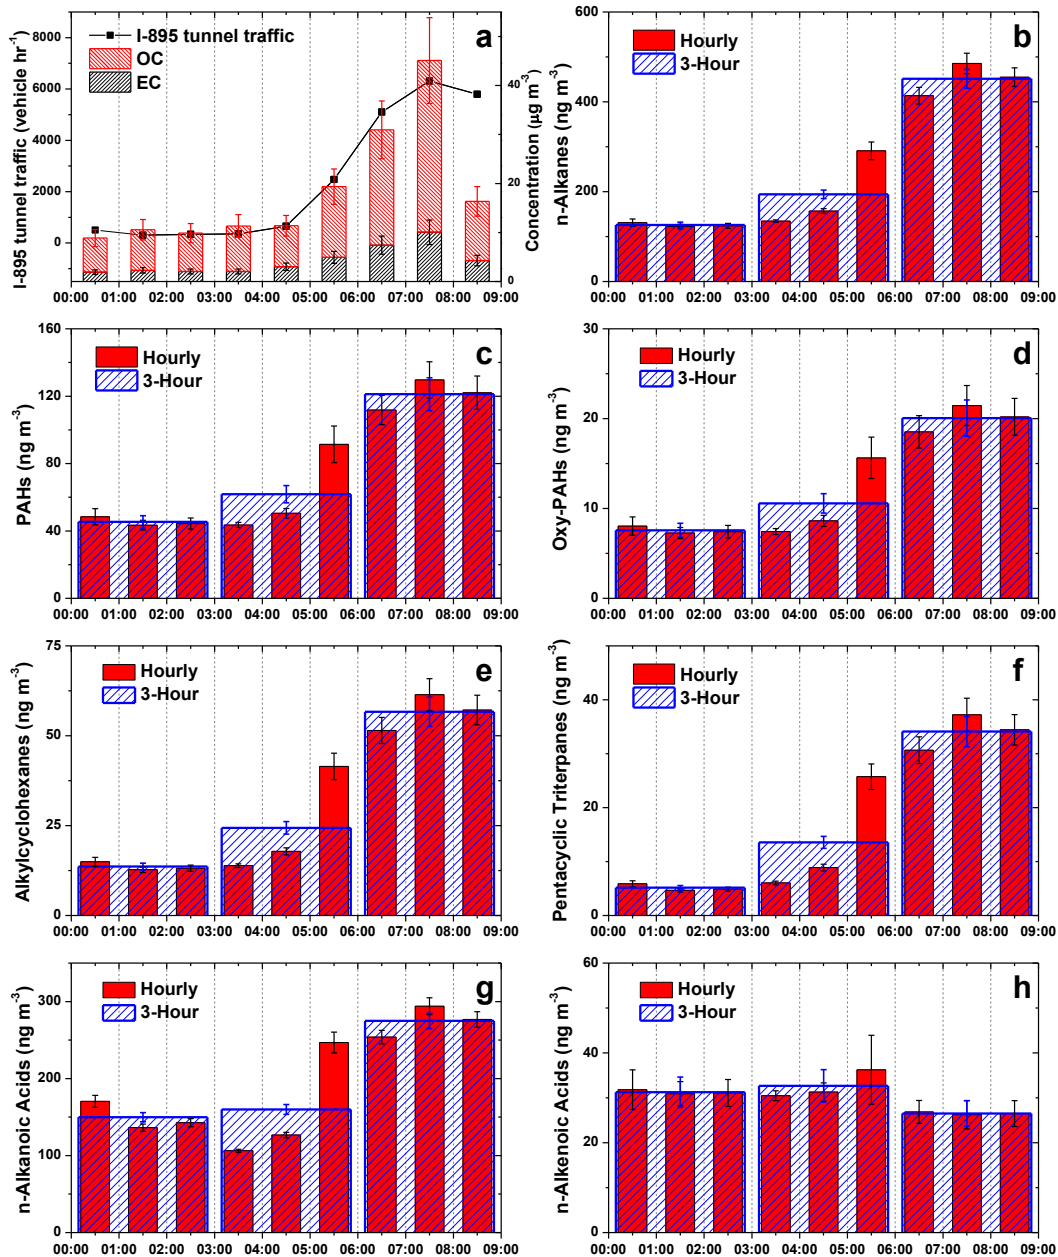 a
I-895 tunnel traffic
OC
EC
I-895 tunnel traffic (vehicle hr-1)
8000
6000
4000
2000
0
Concentration (µg m-3)
40
20
0
00:00 01:00 02:00 03:00 04:00 05:00 06:00 07:00 08:00 09:00
b
Hourly
3-Hour
n-Alkanes (ng m-3)
600
400
200
0
00:00 01:00 02:00 03:00 04:00 05:00 06:00 07:00 08:00 09:00
c
Hourly
3-Hour
PAHs (ng m-3)
160
120
80
40
0
00:00 01:00 02:00 03:00 04:00 05:00 06:00 07:00 08:00 09:00
d
Hourly
3-Hour
Oxy-PAHs (ng m-3)
30
20
10
0
00:00 01:00 02:00 03:00 04:00 05:00 06:00 07:00 08:00 09:00
e
Hourly
3-Hour
Alkylcyclohexanes (ng m-3)
75
50
25
0
00:00 01:00 02:00 03:00 04:00 05:00 06:00 07:00 08:00 09:00
f
Hourly
3-Hour
Pentacyclic Triterpanes (ng m-3)
40
20
0
00:00 01:00 02:00 03:00 04:00 05:00 06:00 07:00 08:00 09:00
g
Hourly
3-Hour
n-Alkanoic Acids (ng m-3)
300
200
100
0
00:00 01:00 02:00 03:00 04:00 05:00 06:00 07:00 08:00 09:00
h
Hourly
3-Hour
n-Alkenoic Acids (ng m-3)
60
40
20
0
00:00 01:00 02:00 03:00 04:00 05:00 06:00 07:00 08:00 09:00